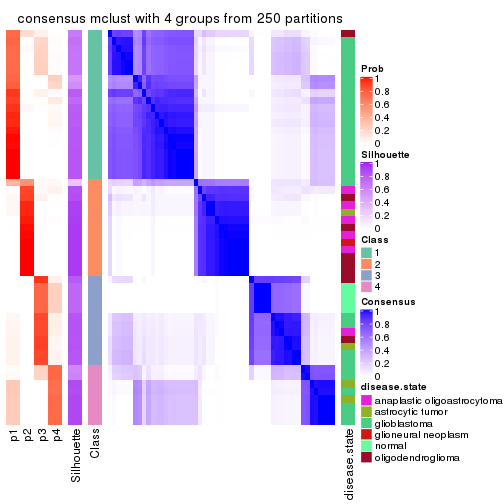 consensus mclust with 4 groups from 250 partitions
Prob
1
0.8
0.6
0.4
0.2
0
Silhouette
1
0.8
0.6
0.4
0.2
0
Class
1
2
3
4
Consensus
1
0.8
0.6
0.4
0.2
0
disease.state
anaplastic oligoastrocytoma
astrocytic tumor
glioblastoma
glioneural neoplasm
normal
oligodendroglioma
p1
p2
p3
p4
Silhouette
Class
disease.state